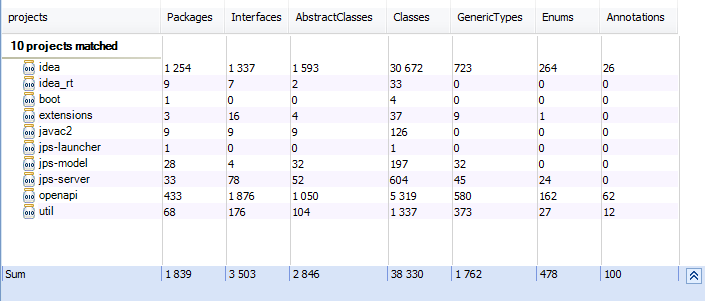 projects Packages Interfaces AbstractClasses Classes GenericTypes Enums Annotations
10 projects matched
idea 1 254 1 337 1 593 30 672 723 264 26
idea_rt 9 7 2 33 0 0 0
boot 1 0 0 4 0 0 0
extensions 3 16 4 37 9 1 0
javac2 9 9 9 126 0 0 0
jps-launcher 1 0 0 1 0 0 0
jps-model 28 4 32 197 32 0 0
jps-server 33 78 52 604 45 24 0
openapi 433 1 876 1 050 5 319 580 162 62
util 68 176 104 1 337 373 27 12
Sum 1 839 3 503 2 846 38 330 1 762 478 100